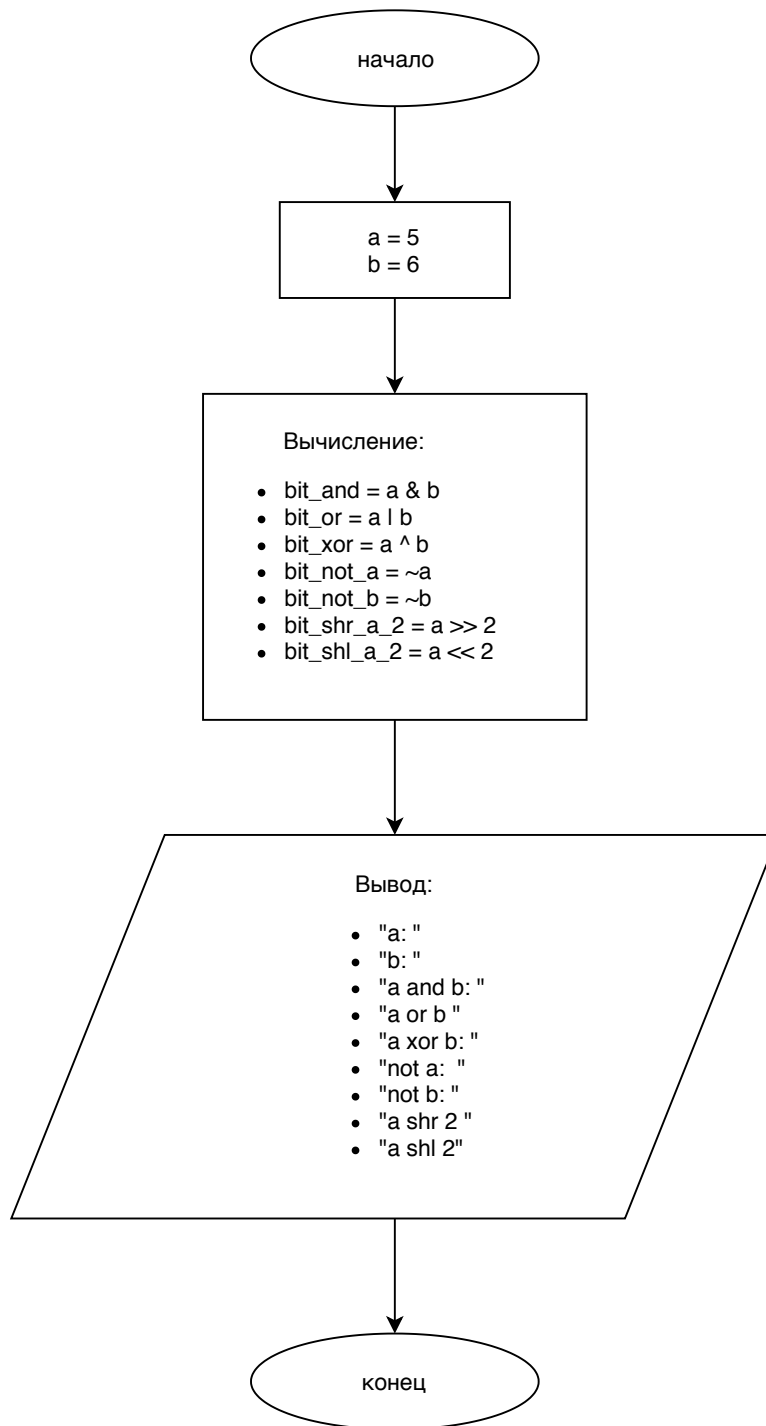 начало
a = 5
b = 6
Вычисление:
• bit_and = a & b
• bit_or = a | b
• bit_xor = a ^ b
• bit_not_a = ~a
• bit_not_b = ~b
• bit_shr_a_2 = a >> 2
• bit_shl_a_2 = a << 2
Вывод:
• "a: "
• "b: "
• "a and b: "
• "a or b "
• "a xor b: "
• "not a:  "
• "not b: "
• "a shr 2 "
• "a shl 2"
конец